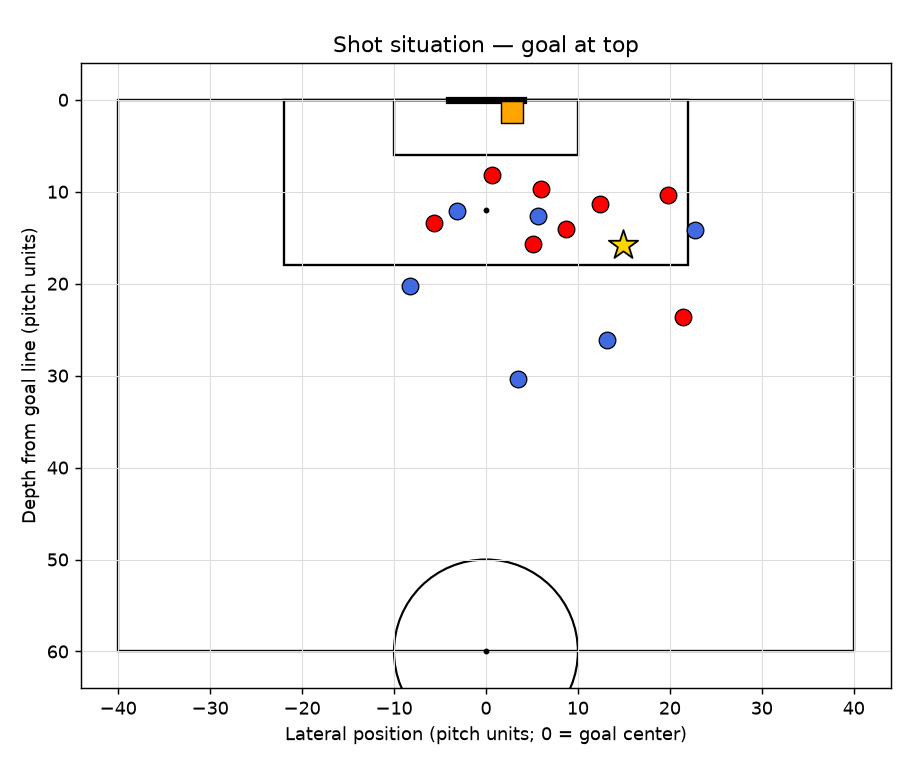 Shot situation — goal at top
Depth from goal line (pitch units)
0
10
20
30
40
50
60
−40 −30 −20 −10 0 10 20 30 40
Lateral position (pitch units; 0 = goal center)